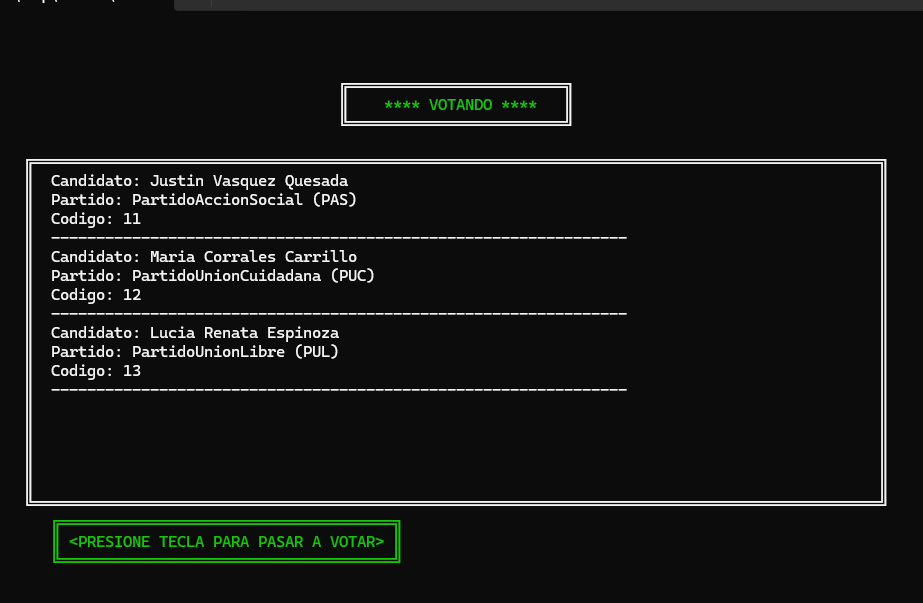 **** VOTANDO ****
Candidato: Justin Vasquez Quesada
Partido: PartidoAccionSocial (PAS)
Codigo: 11
----------------------------------------------------------------
Candidato: Maria Corrales Carrillo
Partido: PartidoUnionCuidadana (PUC)
Codigo: 12
----------------------------------------------------------------
Candidato: Lucia Renata Espinoza
Partido: PartidoUnionLibre (PUL)
Codigo: 13
----------------------------------------------------------------
<PRESIONE TECLA PARA PASAR A VOTAR>